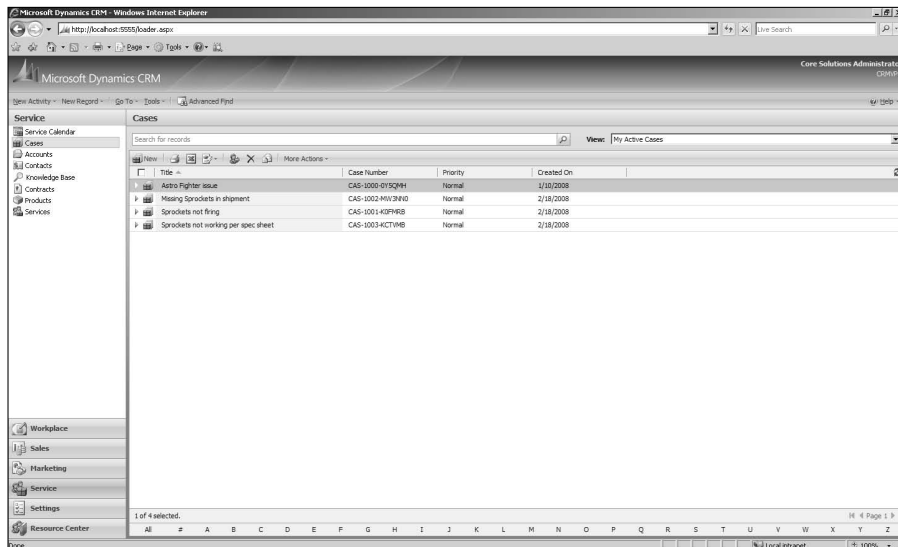 Microsoft Dynamics CRM - Windows Internet Explorer
http://localhost:5555/loader.aspx
Live Search
Page Tools
Microsoft Dynamics CRM
Core Solutions Administrato
CRMVP
New Activity New Record Go To Tools Advanced Find
Help
Service
Cases
Service Calendar
Cases
Accounts
Contacts
Knowledge Base
Contracts
Products
Services
Search for records
View: My Active Cases
New More Actions
Title Case Number Priority Created On
Astro Fighter issue CAS-1000-0Y5QMH Normal 1/10/2008
Missing Sprockets in shipment CAS-1002-MW3NN0 Normal 2/18/2008
Sprockets not firing CAS-1001-K0FMRB Normal 2/18/2008
Sprockets not working per spec sheet CAS-1003-KCTVMB Normal 2/18/2008
Workplace
Sales
Marketing
Service
Settings
Resource Center
1 of 4 selected.
Page 1
All # A B C D E F G H I J K L M N O P Q R S T U V W X Y Z
Done
Local intranet
100%